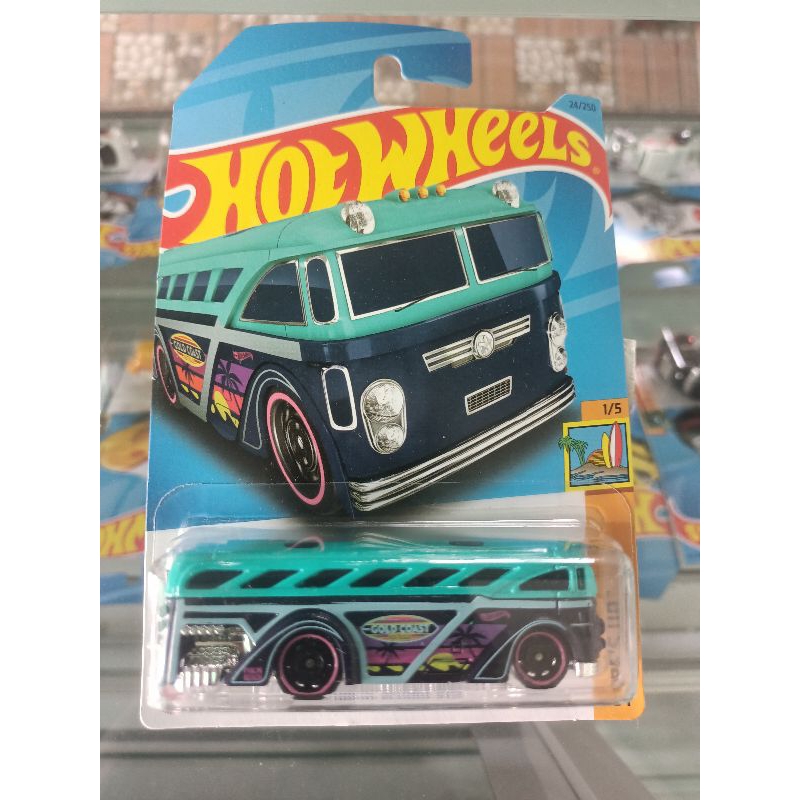 24/250
HOT WHEELS
GOLD COAST
1/5
GOLD COAST